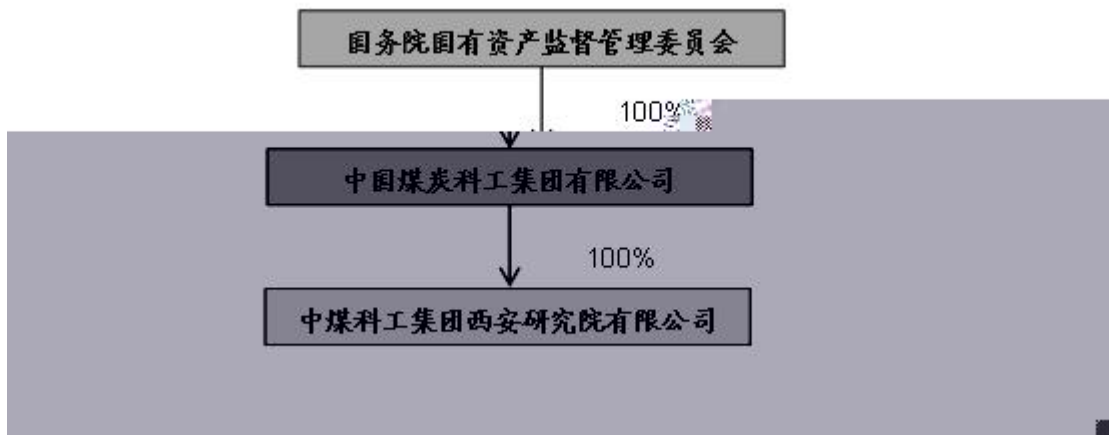 国务院国有资产监督管理委员会
100%
中国煤炭科工集团有限公司
100%
中煤科工集团西安研究院有限公司